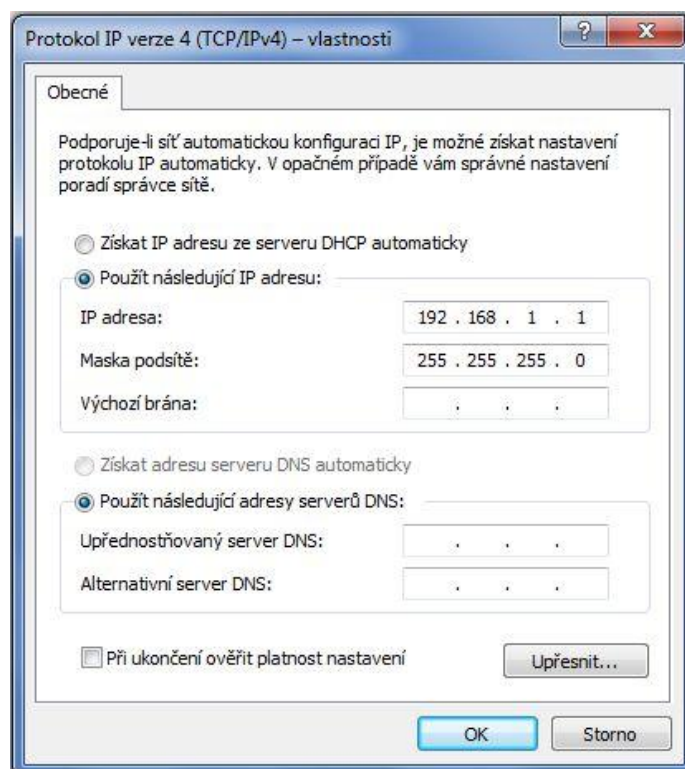 Protokol IP verze 4 (TCP/IPv4) – vlastnosti
Obecné
Podporuje-li síť automatickou konfiguraci IP, je možné získat nastavení
protokolu IP automaticky. V opačném případě vám správné nastavení
poradí správce sítě.
Získat IP adresu ze serveru DHCP automaticky
Použít následující IP adresu:
IP adresa: 192 . 168 . 1 . 1
Maska podsítě: 255 . 255 . 255 . 0
Výchozí brána: . . .
Získat adresu serveru DNS automaticky
Použít následující adresy serverů DNS:
Upřednostňovaný server DNS: . . .
Alternativní server DNS: . . .
Při ukončení ověřit platnost nastavení Upřesnit...
OK Storno